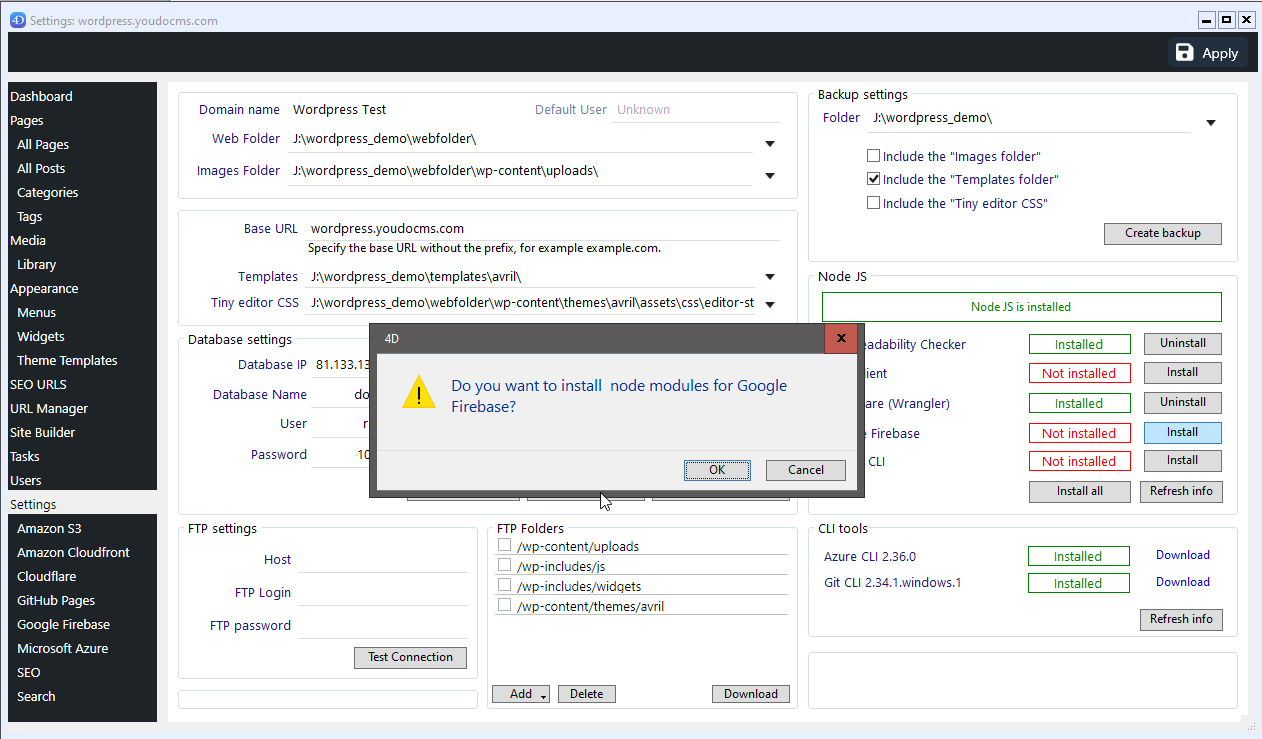 4D Settings: wordpress.youdocms.com
Apply
Dashboard
Pages
All Pages
All Posts
Categories
Tags
Media
Library
Appearance
Menus
Widgets
Theme Templates
SEO URLS
URL Manager
Site Builder
Tasks
Users
Settings
Amazon S3
Amazon Cloudfront
Cloudflare
GitHub Pages
Google Firebase
Microsoft Azure
SEO
Search
Domain name Wordpress Test Default User Unknown
Web Folder J:\wordpress_demo\webfolder\
Images Folder J:\wordpress_demo\webfolder\wp-content\uploads\
Base URL wordpress.youdocms.com
Specify the base URL without the prefix, for example example.com.
Templates J:\wordpress_demo\templates\avril\
Tiny editor CSS J:\wordpress_demo\webfolder\wp-content\themes\avril\assets\css\editor-st
Database settings
Database IP 81.133.13
Database Name do
User r
Password 10
4D
Do you want to install node modules for Google
Firebase?
OK Cancel
FTP settings
Host
FTP Login
FTP password
Test Connection
FTP Folders
/wp-content/uploads
/wp-includes/js
/wp-includes/widgets
/wp-content/themes/avril
Add Delete Download
Backup settings
Folder J:\wordpress_demo\
Include the "Images folder"
Include the "Templates folder"
Include the "Tiny editor CSS"
Create backup
Node JS
Node JS is installed
eadability Checker Installed Uninstall
ient Not installed Install
are (Wrangler) Installed Uninstall
Firebase Not installed Install
CLI Not installed Install
Install all Refresh info
CLI tools
Azure CLI 2.36.0 Installed Download
Git CLI 2.34.1.windows.1 Installed Download
Refresh info